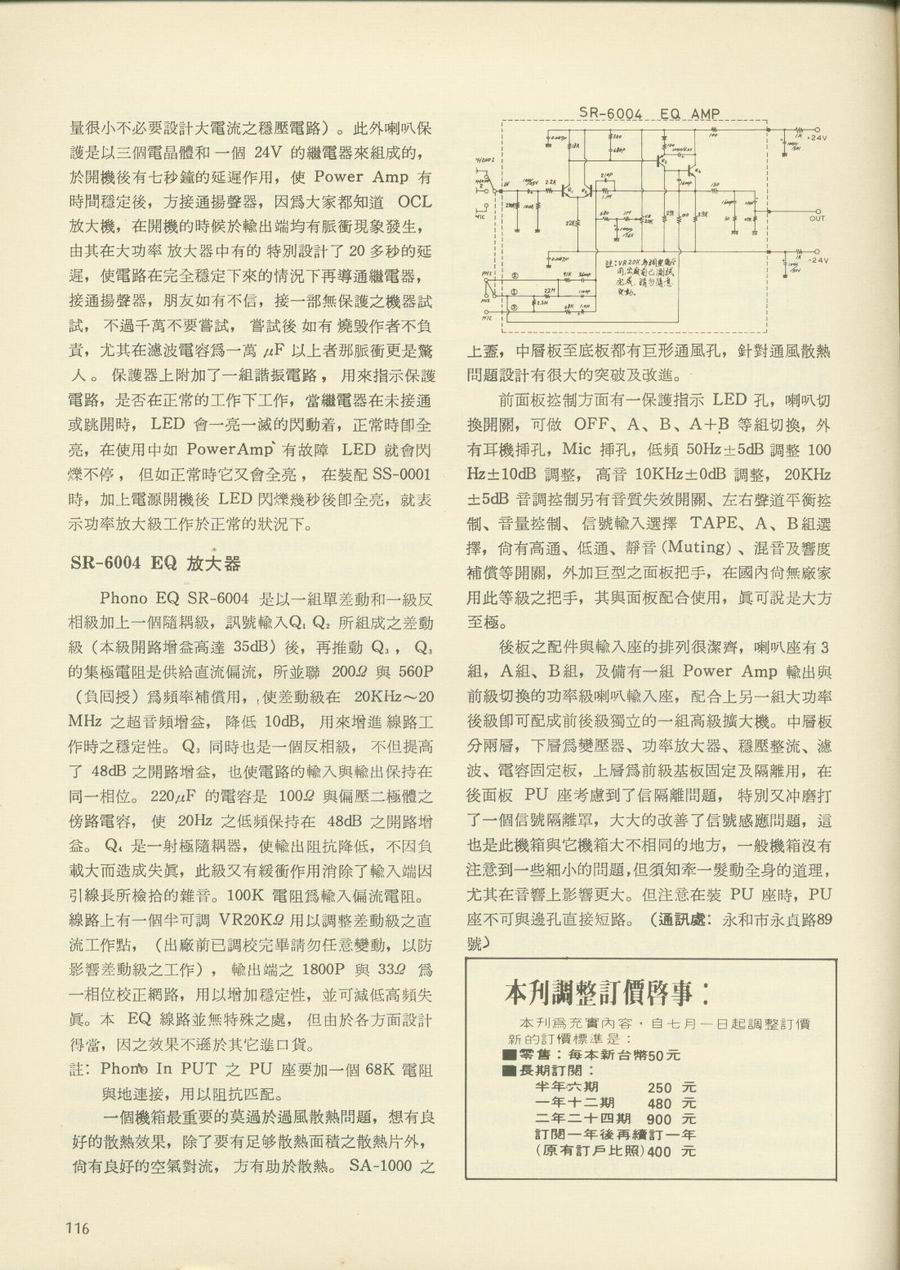 量很小不必要設計大電流之穩壓電路）。此外喇叭保
護是以三個電晶體和一個 24V 的繼電器來組成的，
於開機後有七秒鐘的延遲作用，使 Power Amp 有
時間穩定後，方接通揚聲器，因爲大家都知道 OCL
放大機，在開機的時候於輸出端均有脈衝現象發生，
由其在大功率 放大器中有的 特別設計了 20 多秒的延
遲，使電路在完全穩定下來的情況下再導通繼電器，
接通揚聲器，朋友如有不信，接一部無保護之機器試
試， 不過千萬不要嘗試， 嘗試後 如有 燒毀作者不負
責，尤其在濾波電容爲一萬 μF 以上者那脈衝更是驚
人 。 保護器上附加了一組諧振電路 ， 用來指示保護
電路，是否在正常的工作下工作，當繼電器在未接通
或跳開時， LED 會一亮一滅的閃動着，正常時卽全
亮，在使用中如 PowerAmp 有故障 LED 就會閃
爍不停 ， 但如正常時它又會全亮 ， 在裝配 SS-0001
時，加上電源開機後 LED 閃爍幾秒後卽全亮，就表
示功率放大級工作於正常的狀況下。
SR-6004 EQ 放大器
Phono EQ SR-6004 是以一組單差動和一級反
相級加上一個隨耦級，訊號輸入Q₁ Q₂ 所組成之差動
級（本級開路增益高達 35dB）後，再推動 Q₃ ， Q₃
的集極電阻是供給直流偏流，所並聯 200Ω 與 560P
（負回授）爲頻率補償用，使差動級在 20KHz～20
MHz 之超音頻增益， 降低 10dB， 用來增進 線路工
作時之穩定性。 Q₃ 同時也是一個反相級， 不但提高
了 48dB 之開路增益，也使電路的輸入與輸出保持在
同一相位。 220μF 的電容是 100Ω 與偏壓二極體之
傍路電容， 使 20Hz 之低頻保持在 48dB 之開路增
益。 Q₄ 是一射極隨耦器，使輸出阻抗降低，不因負
載大而造成失眞，此級又有緩衝作用消除了輸入端因
引線長所檢拾的雜音。100K 電阻爲輸入偏流電阻。
線路上有一個半可調 VR20KΩ 用以調整差動級之直
流工作點，（出廠前已調校完畢請勿任意變動，以防
影響差動級之工作），輸出端之 1800P 與 33Ω 爲
一相位校正網路，用以增加穩定性，並可減低高頻失
眞。本 EQ 線路並無特殊之處， 但由於各方面設計
得當，因之效果不遜於其它進口貨。
註：Phono In PUT 之 PU 座要加一個 68K 電阻
與地連接，用以阻抗匹配。
一個機箱最重要的莫過於過風散熱問題，想有良
好的散熱效果，除了要有足够散熱面積之散熱片外，
尙有良好的空氣對流， 方有助於散熱。 SA-1000 之
116
SR-6004 EQ AMP
+24V
OUT
-24V
上蓋，中層板至底板都有巨形通風孔，針對通風散熱
問題設計有很大的突破及改進。
前面板控制方面有一保護指示 LED 孔，喇叭切
換開關，可做 OFF、A、B、A＋B 等組切換，外
有耳機揷孔，Mic 揷孔，低頻 50Hz±5dB 調整 100
Hz±10dB 調整， 高音 10KHz±0dB 調整， 20KHz
±5dB 音調控制另有音質失效開關、左右聲道平衡控
制、音量控制、 信號輸入選擇 TAPE、A、B組選
擇，尙有高通、低通、靜音(Muting)、混音及響度
補償等開關，外加巨型之面板把手，在國內尙無廠家
用此等級之把手，其與面板配合使用，眞可說是大方
至極。
後板之配件與輸入座的排列很潔齊，喇叭座有 3
組，A組、B組，及備有一組 Power Amp 輸出與
前級切換的功率級喇叭輸入座，配合上另一組大功率
後級卽可配成前後級獨立的一組高級擴大機。中層板
分兩層，下層爲變壓器、功率放大器、穩壓整流、濾
波、電容固定板，上層爲前級基板固定及隔離用，在
後面板 PU 座考慮到了信隔離問題， 特別又冲磨打
了一個信號隔離罩，大大的改善了信號感應問題，這
也是此機箱與它機箱大不相同的地方，一般機箱沒有
注意到一些細小的問題,但須知牽一髮動全身的道理，
尤其在音響上影響更大。但注意在裝 PU 座時，PU
座不可與邊孔直接短路。（通訊處：永和市永貞路89
號）
本刊調整訂價啓事：
本刊爲充實內容，自七月一日起調整訂價
新的訂價標準是：
■零售：每本新台幣50元
■長期訂閱：
半年六期 250 元
一年十二期 480 元
二年二十四期 900 元
訂閱一年後再續訂一年
(原有訂戶比照)400 元